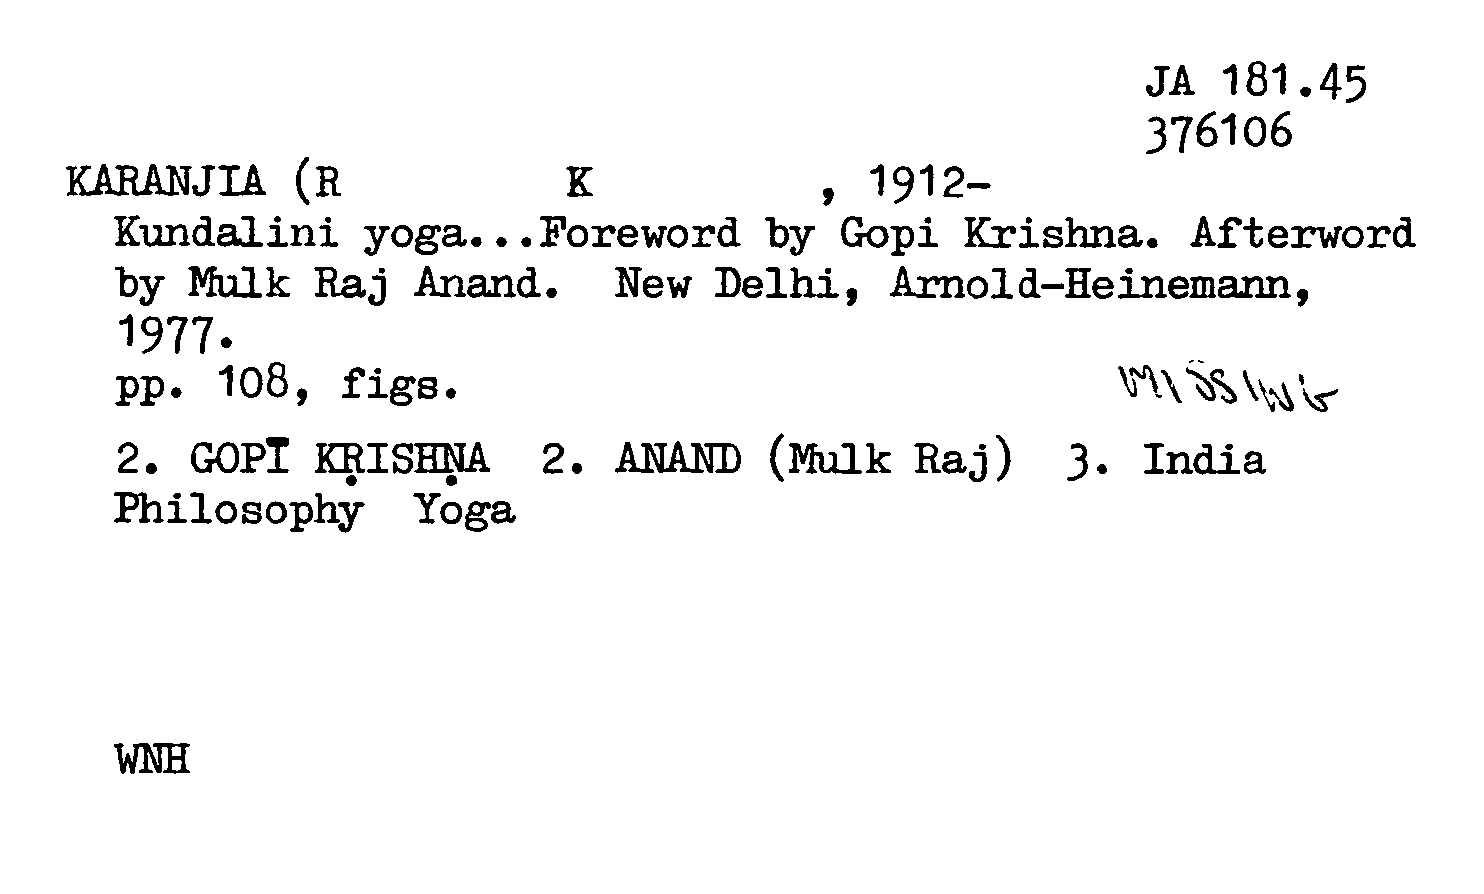 JA 181.45
376106
KARANJIA (R K , 1912-
Kundalini yoga...Foreword by Gopi Krishna. Afterword
by Mulk Raj Anand. New Delhi, Arnold-Heinemann,
1977.
pp. 108, figs.
MISSING
2. GOPĪ KṚISHṆA 2. ANAND (Mulk Raj) 3. India
Philosophy Yoga
WNH